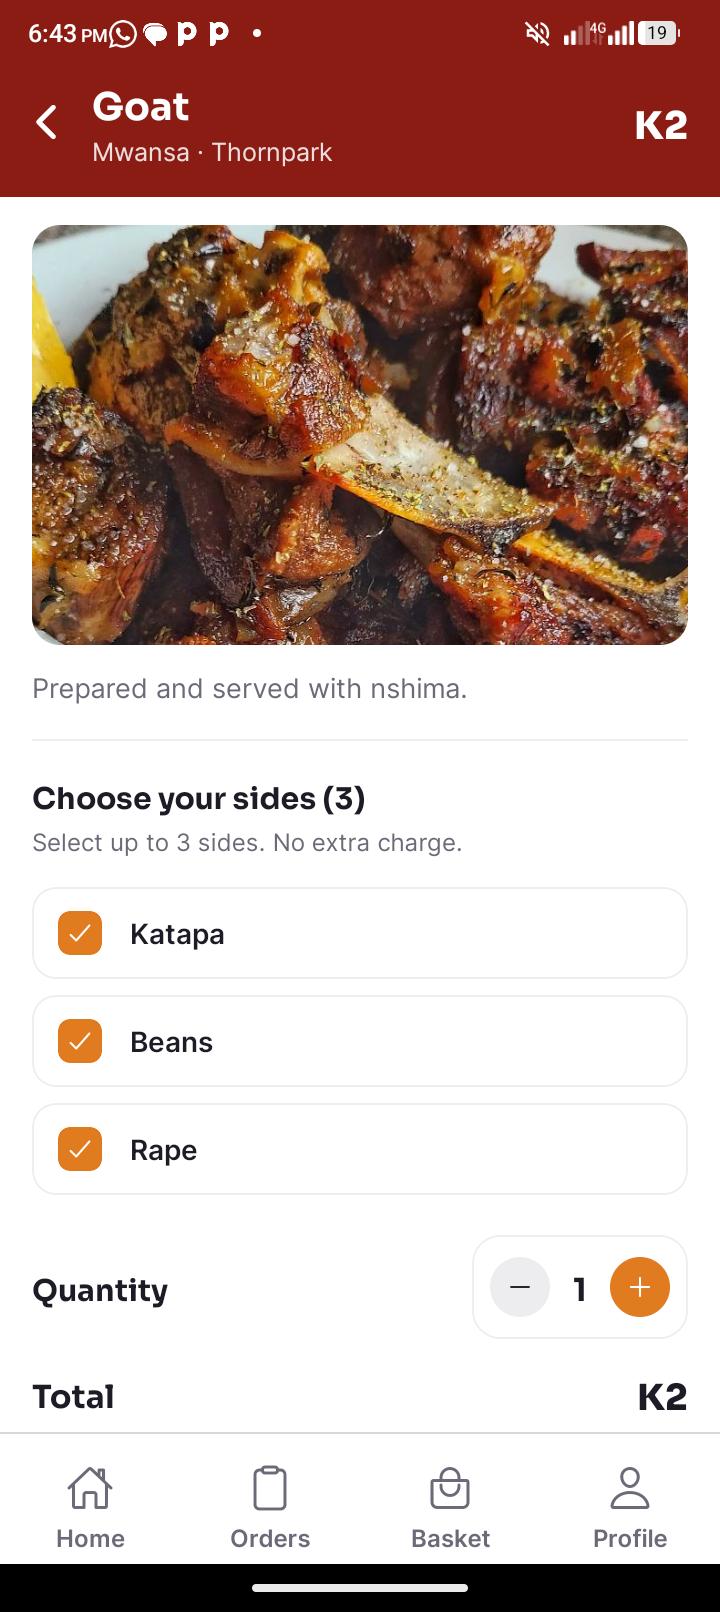 6:43 PM
4G
19
Goat
K2
Mwansa · Thornpark
Prepared and served with nshima.
Choose your sides (3)
Select up to 3 sides. No extra charge.
Katapa
Beans
Rape
Quantity
1
Total
K2
Home
Orders
Basket
Profile